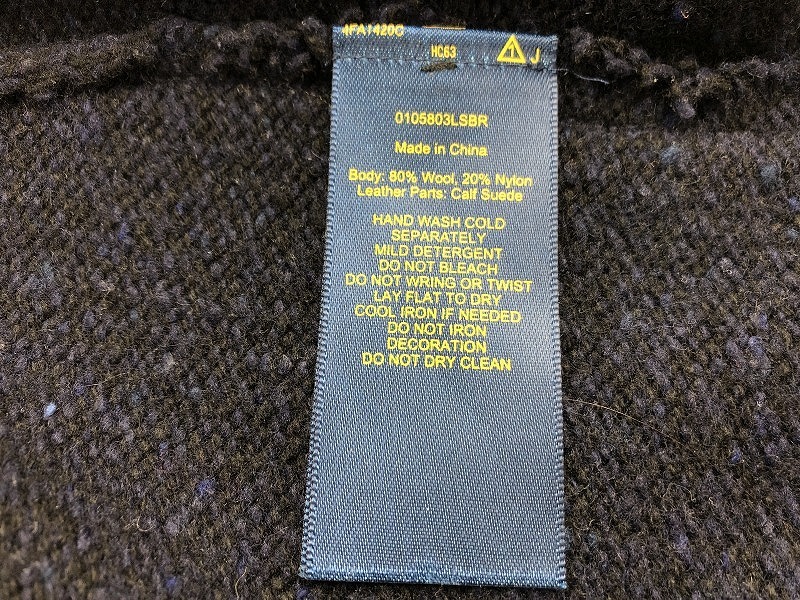 4FA1420C
HC63
1 J
0105803LSBR
Made in China
Body: 80% Wool, 20% Nylon
Leather Parts: Calf Suede
HAND WASH COLD
SEPARATELY
MILD DETERGENT
DO NOT BLEACH
DO NOT WRING OR TWIST
LAY FLAT TO DRY
COOL IRON IF NEEDED
DO NOT IRON
DECORATION
DO NOT DRY CLEAN